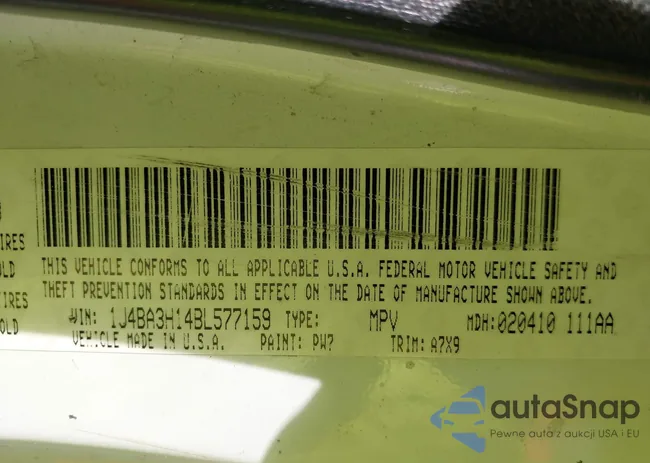 IRES
OLD
THIS VEHICLE CONFORMS TO ALL APPLICABLE U.S.A. FEDERAL MOTOR VEHICLE SAFETY AND
THEFT PREVENTION STANDARDS IN EFFECT ON THE DATE OF MANUFACTURE SHOWN ABOVE.
IRES
OLD
VIN: 1J4BA3H14BL577159 TYPE: MPV MDH:020410 111AA
VEHICLE MADE IN U.S.A. PAINT: PW7 TRIM: A7X9
autaSnap
Pewne auta z aukcji USA i EU